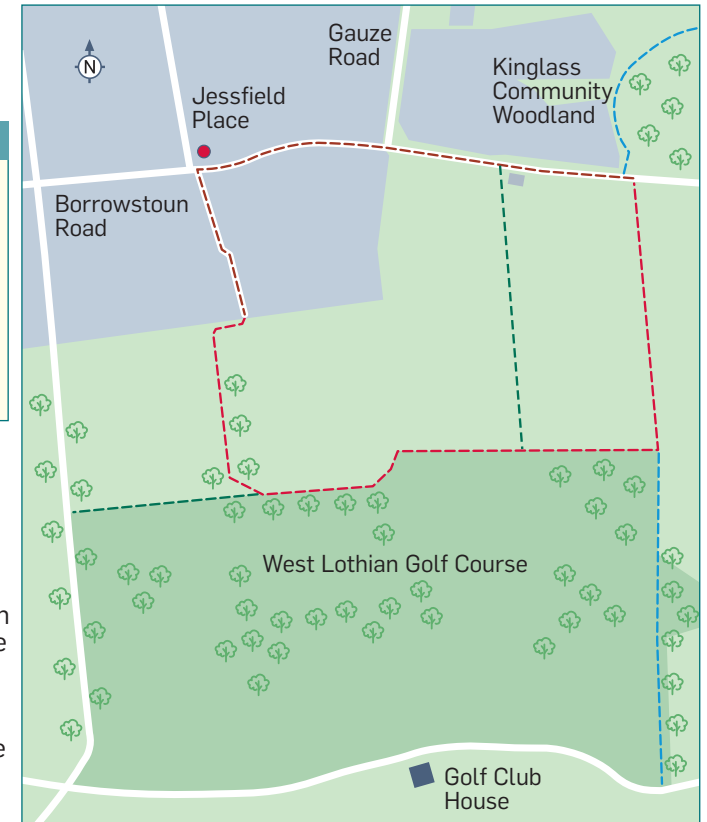 Gauze
Road
Kinglass
Community
Woodland
N
Jessfield
Place
Borrowstoun
Road
West Lothian Golf Course
Golf Club
House